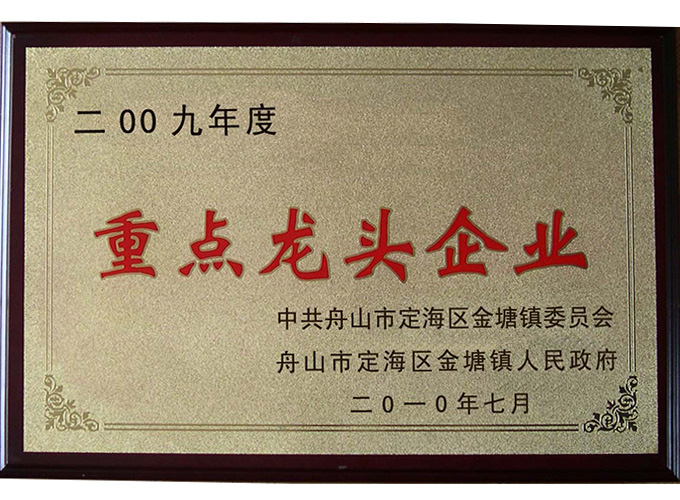 二00九年度
重点龙头企业
中共舟山市定海区金塘镇委员会
舟山市定海区金塘镇人民政府
二0一0年七月